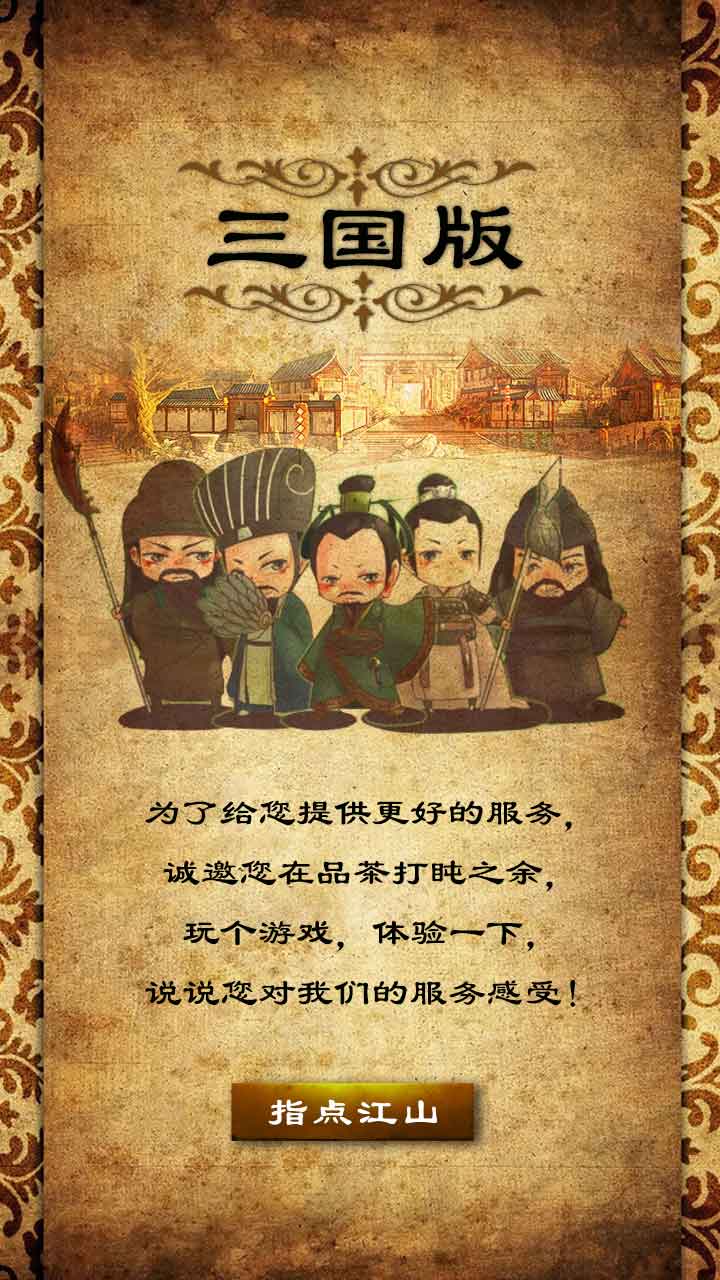 三国版
为了给您提供更好的服务,
诚邀您在品茶打盹之余,
玩个游戏,体验一下,
说说您对我们的服务感受!
指点江山